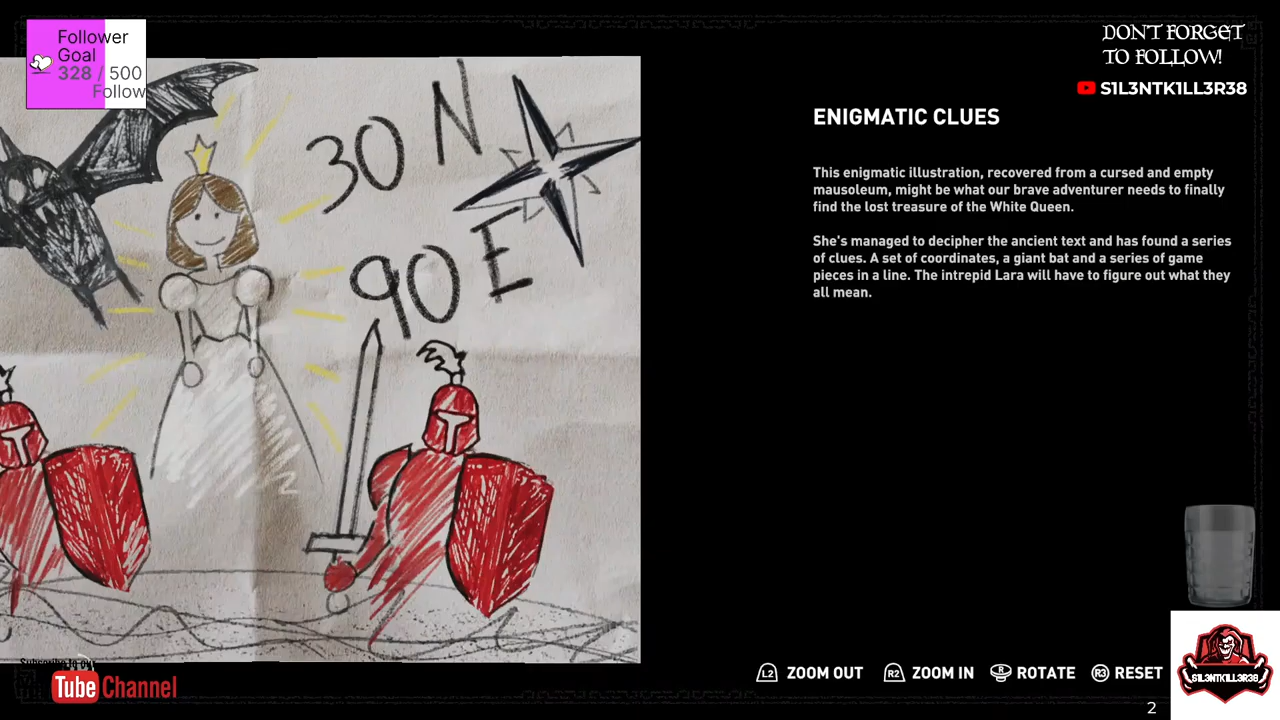 Follower
Goal
328 / 500
Follow
DON'T FORGET
TO FOLLOW!
S1L3NTK1LL3R38
30 N
90 E
ENIGMATIC CLUES
This enigmatic illustration, recovered from a cursed and empty
mausoleum, might be what our brave adventurer needs to finally
find the lost treasure of the White Queen.
She's managed to decipher the ancient text and has found a series
of clues. A set of coordinates, a giant bat and a series of game
pieces in a line. The intrepid Lara will have to figure out what they
all mean.
Subscribe to our
Tube Channel
L2 ZOOM OUT R2 ZOOM IN R ROTATE R3 RESET
S1L3NTK1LL3R38
2